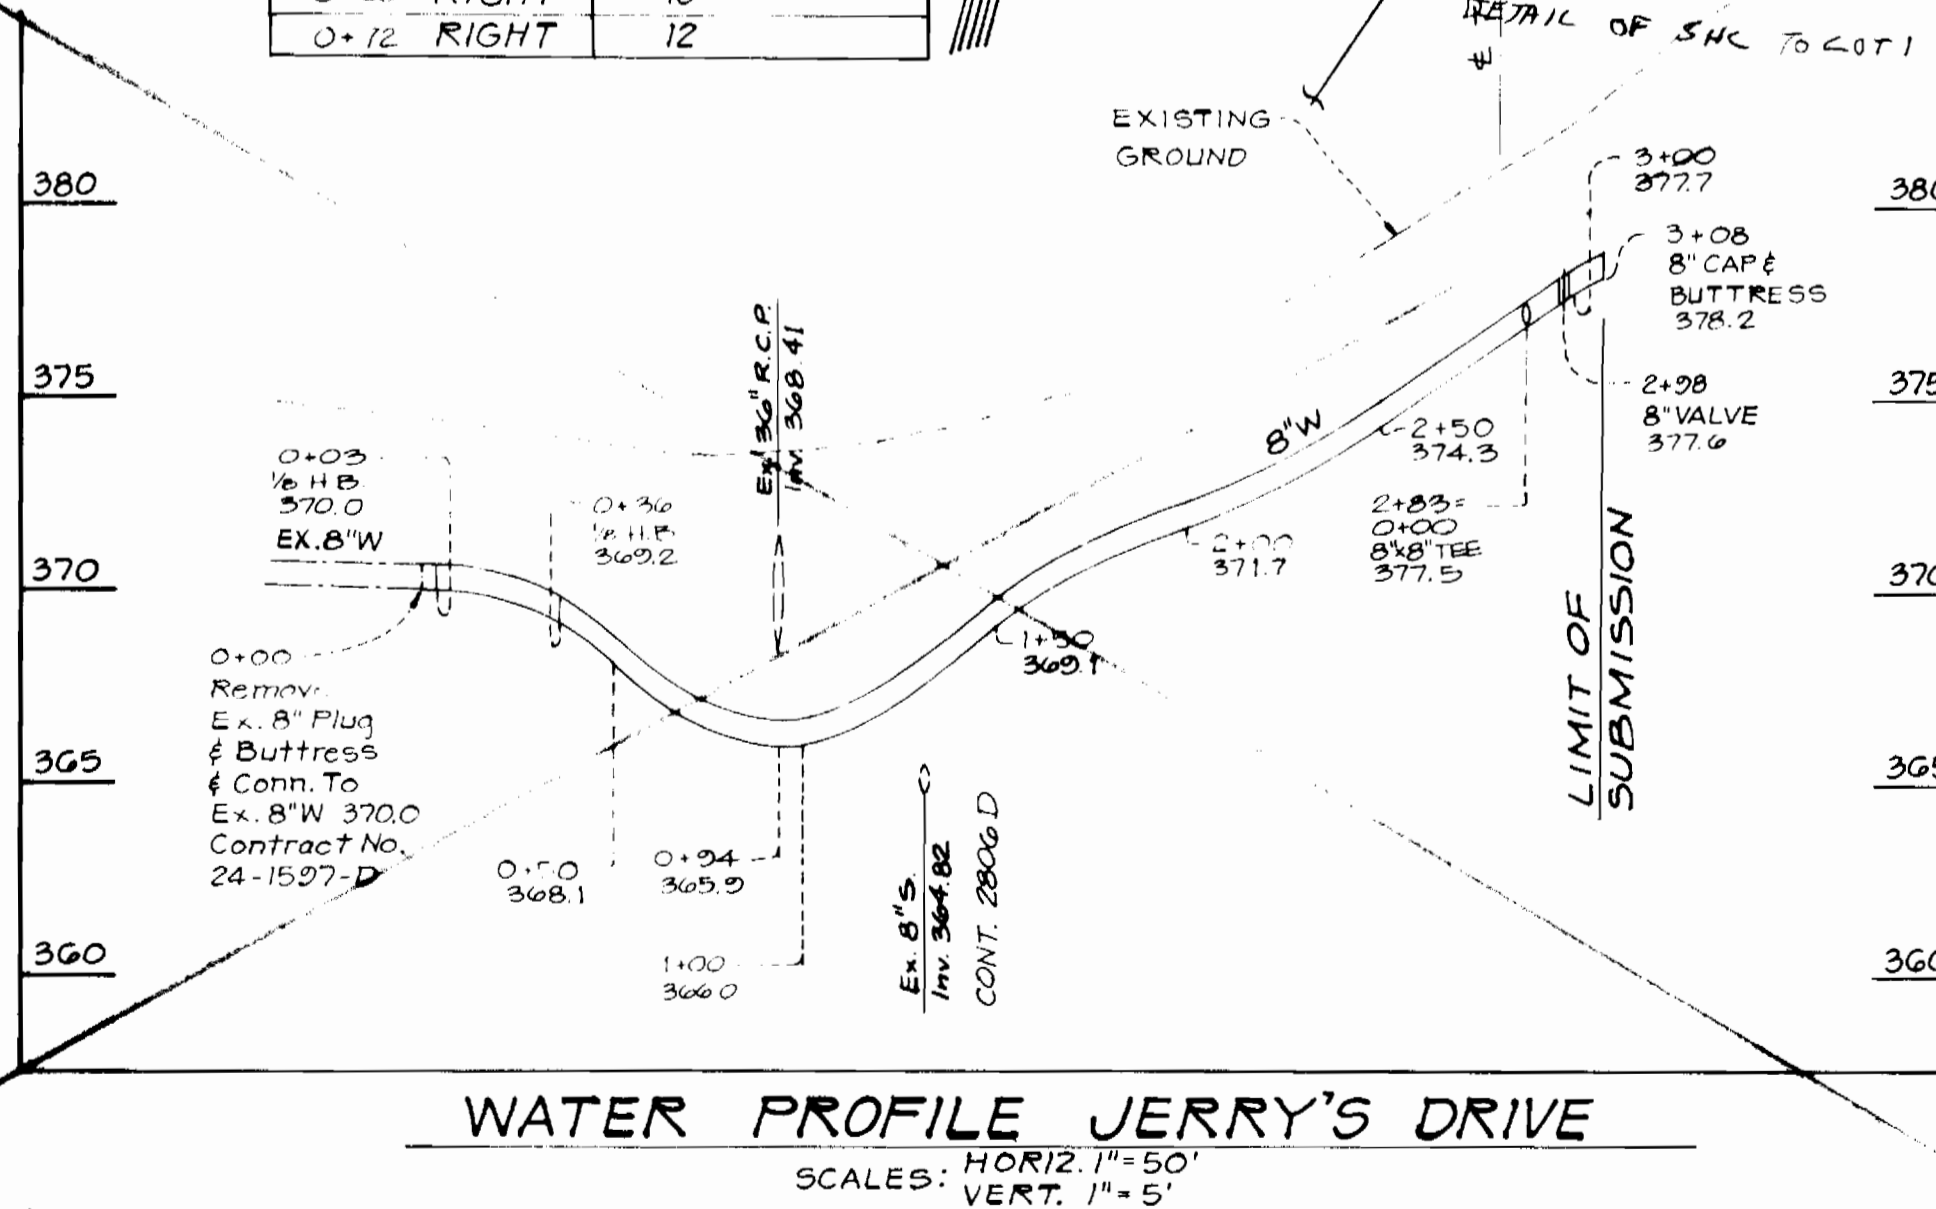 RIGHT
0+12 RIGHT 12
DETAIL OF SHC TO LOT 1
℄
EXISTING
GROUND
380
375
370
365
360
380
375
370
365
360
3+00
377.7
3+08
8" CAP &
BUTTRESS
378.2
2+98
8" VALVE
377.6
Ex. 36" R.C.P.
Inv. 368.41
8"W
2+50
374.3
0+03
1/8 H.B.
370.0
EX. 8"W
0+36
1/8 H.B.
369.2
2+00
371.7
2+83=
0+00
8"x8" TEE
377.5
1+50
369.1
0+00
Remove
Ex. 8" Plug
& Buttress
& Conn. To
Ex. 8"W 370.0
Contract No.
24-1597-D
0+50
368.1
0+94
365.9
1+00
366.0
Ex. 8" S.
Inv. 364.82
CONT. 2806 D
LIMIT OF
SUBMISSION
WATER PROFILE JERRY'S DRIVE
SCALES: HORIZ. 1"=50'
VERT. 1"=5'